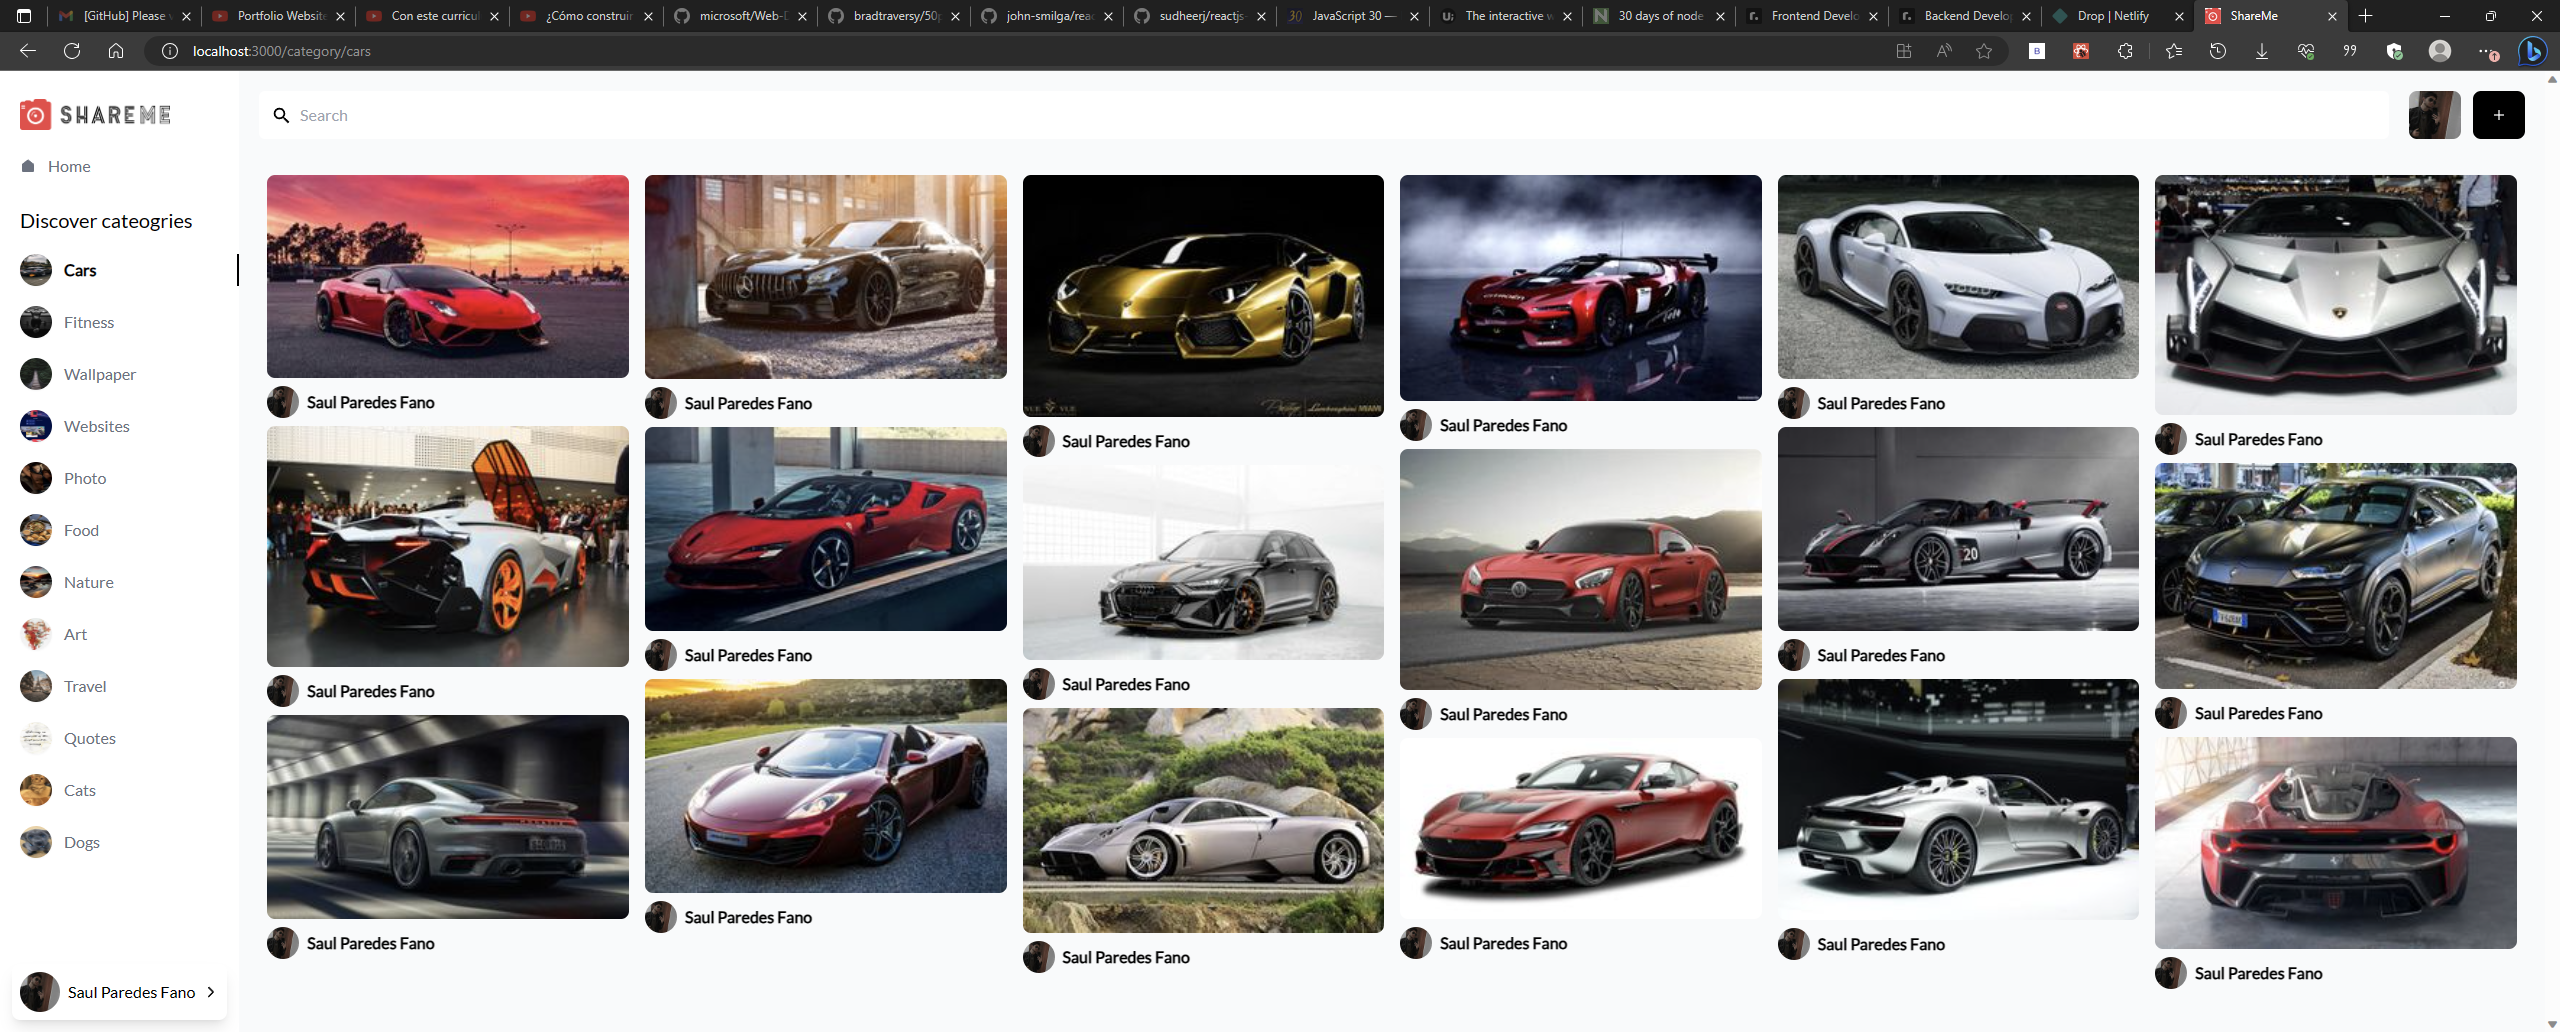 [GitHub] Please v
Portfolio Website
Con este curricul
¿Cómo construir
microsoft/Web-D
bradtraversy/50p
john-smilga/reac
sudheerj/reactjs-
30 JavaScript 30 —
The interactive w
30 days of node
Frontend Develo
Backend Develop
Drop | Netlify
ShareMe
localhost:3000/category/cars
SHAREME
Home
Discover cateogries
Cars
Fitness
Wallpaper
Websites
Photo
Food
Nature
Art
Travel
Quotes
Cats
Dogs
Saul Paredes Fano
Search
+
Saul Paredes Fano
Saul Paredes Fano
Saul Paredes Fano
Saul Paredes Fano
Saul Paredes Fano
Saul Paredes Fano
Saul Paredes Fano
Saul Paredes Fano
Saul Paredes Fano
Saul Paredes Fano
20
Saul Paredes Fano
Saul Paredes Fano
Saul Paredes Fano
Saul Paredes Fano
Saul Paredes Fano
Saul Paredes Fano
Saul Paredes Fano
Saul Paredes Fano